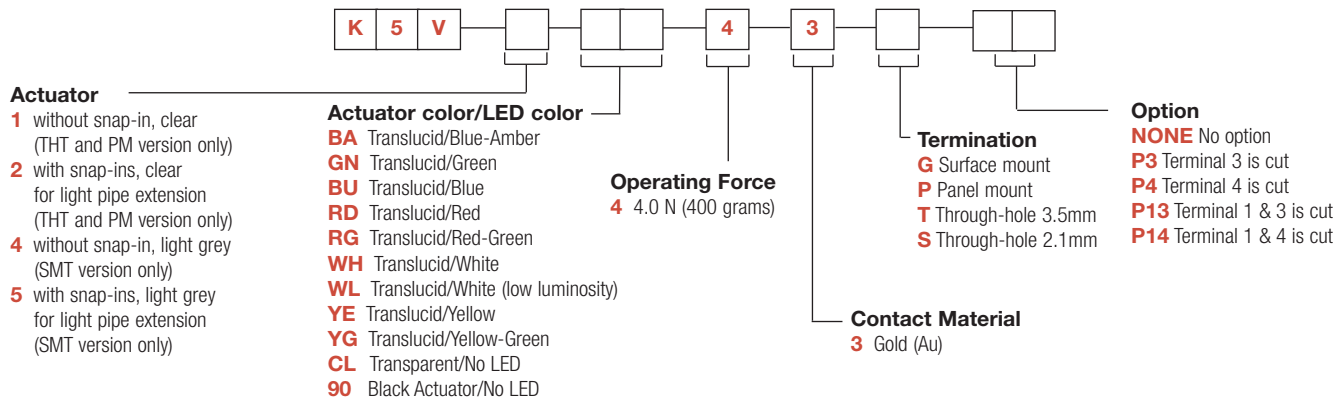 K 5 V 4 3
Actuator
1 without snap-in, clear
(THT and PM version only)
2 with snap-ins, clear
for light pipe extension
(THT and PM version only)
4 without snap-in, light grey
(SMT version only)
5 with snap-ins, light grey
for light pipe extension
(SMT version only)
Actuator color/LED color
BA Translucid/Blue-Amber
GN Translucid/Green
BU Translucid/Blue
RD Translucid/Red
RG Translucid/Red-Green
WH Translucid/White
WL Translucid/White (low luminosity)
YE Translucid/Yellow
YG Translucid/Yellow-Green
CL Transparent/No LED
90 Black Actuator/No LED
Operating Force
4 4.0 N (400 grams)
Contact Material
3 Gold (Au)
Termination
G Surface mount
P Panel mount
T Through-hole 3.5mm
S Through-hole 2.1mm
Option
NONE No option
P3 Terminal 3 is cut
P4 Terminal 4 is cut
P13 Terminal 1 & 3 is cut
P14 Terminal 1 & 4 is cut